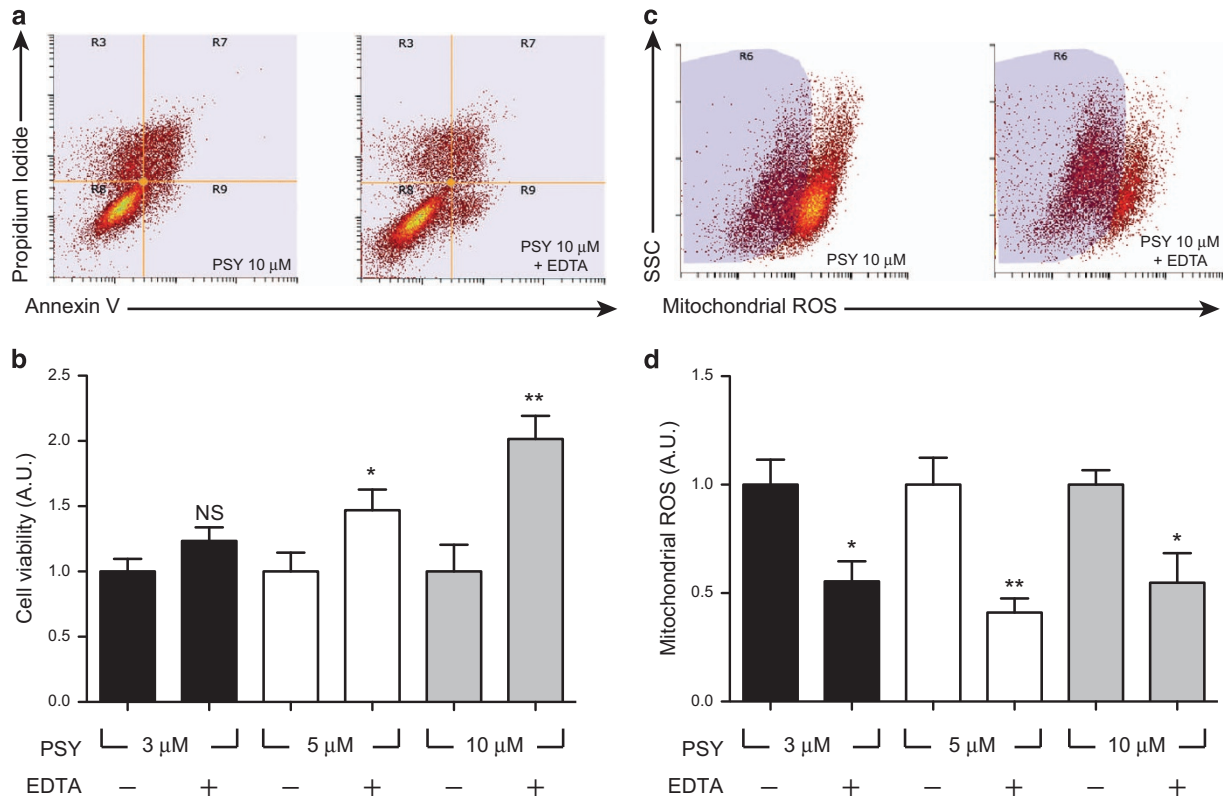 a
Propidium Iodide
R3
R7
R8
R9
PSY 10 µM
R3
R7
R8
R9
PSY 10 µM
+ EDTA
Annexin V
c
SSC
R6
PSY 10 µM
R6
PSY 10 µM
+ EDTA
Mitochondrial ROS
b
Cell viability (A.U.)
2.5
2.0
1.5
1.0
0.5
0.0
NS
*
**
PSY 3 µM 5 µM 10 µM
EDTA – + – + – +
d
Mitochondrial ROS (A.U.)
1.5
1.0
0.5
0.0
*
**
*
PSY 3 µM 5 µM 10 µM
EDTA – + – + – +